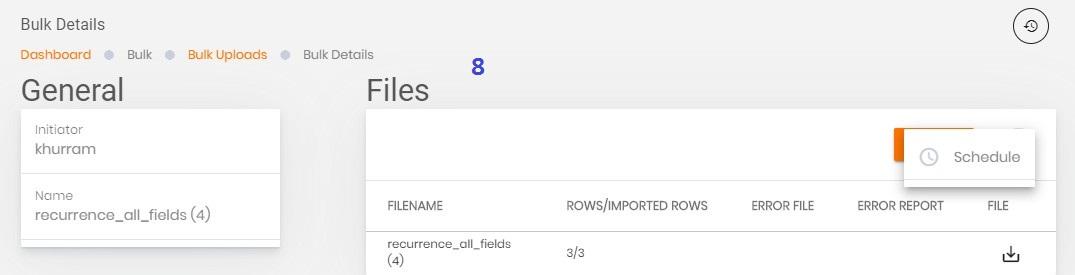 Bulk Details
Dashboard Bulk Bulk Uploads Bulk Details
8
General
Files
Initiator
khurram
Schedule
Name
recurrence_all_fields (4)
FILENAME ROWS/IMPORTED ROWS ERROR FILE ERROR REPORT FILE
recurrence_all_fields
(4)
3/3